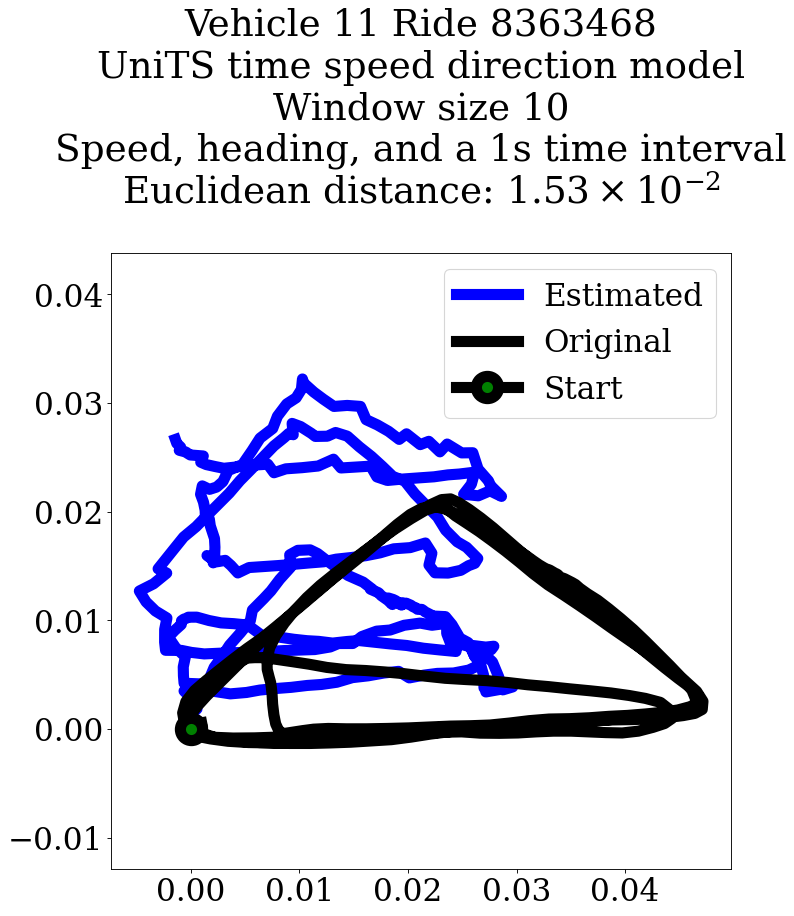 Vehicle 11 Ride 8363468
UniTS time speed direction model
Window size 10
Speed, heading, and a 1s time interval
Euclidean distance: 1.53 × 10⁻²
Estimated
Original
Start
0.04
0.03
0.02
0.01
0.00
−0.01
0.00 0.01 0.02 0.03 0.04